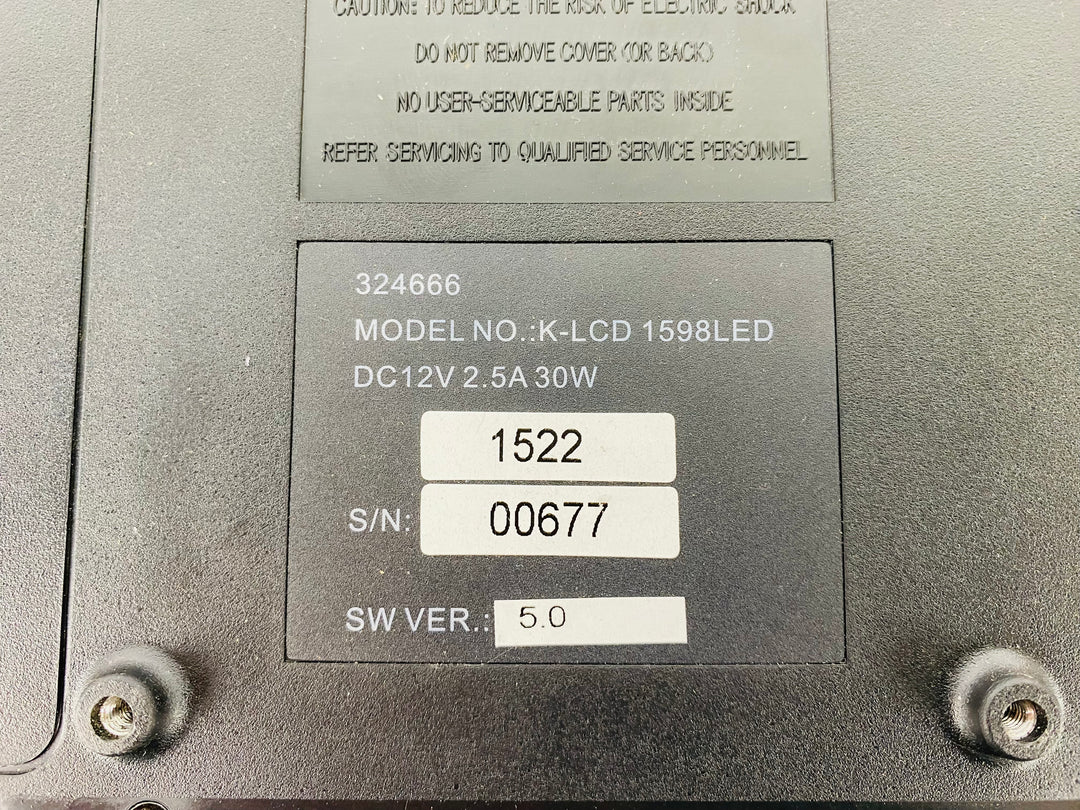 CAUTION: TO REDUCE THE RISK OF ELECTRIC SHOCK
DO NOT REMOVE COVER (OR BACK)
NO USER-SERVICEABLE PARTS INSIDE
REFER SERVICING TO QUALIFIED SERVICE PERSONNEL
324666
MODEL NO.:K-LCD 1598LED
DC12V 2.5A 30W
1522
S/N: 00677
SW VER.: 5.0